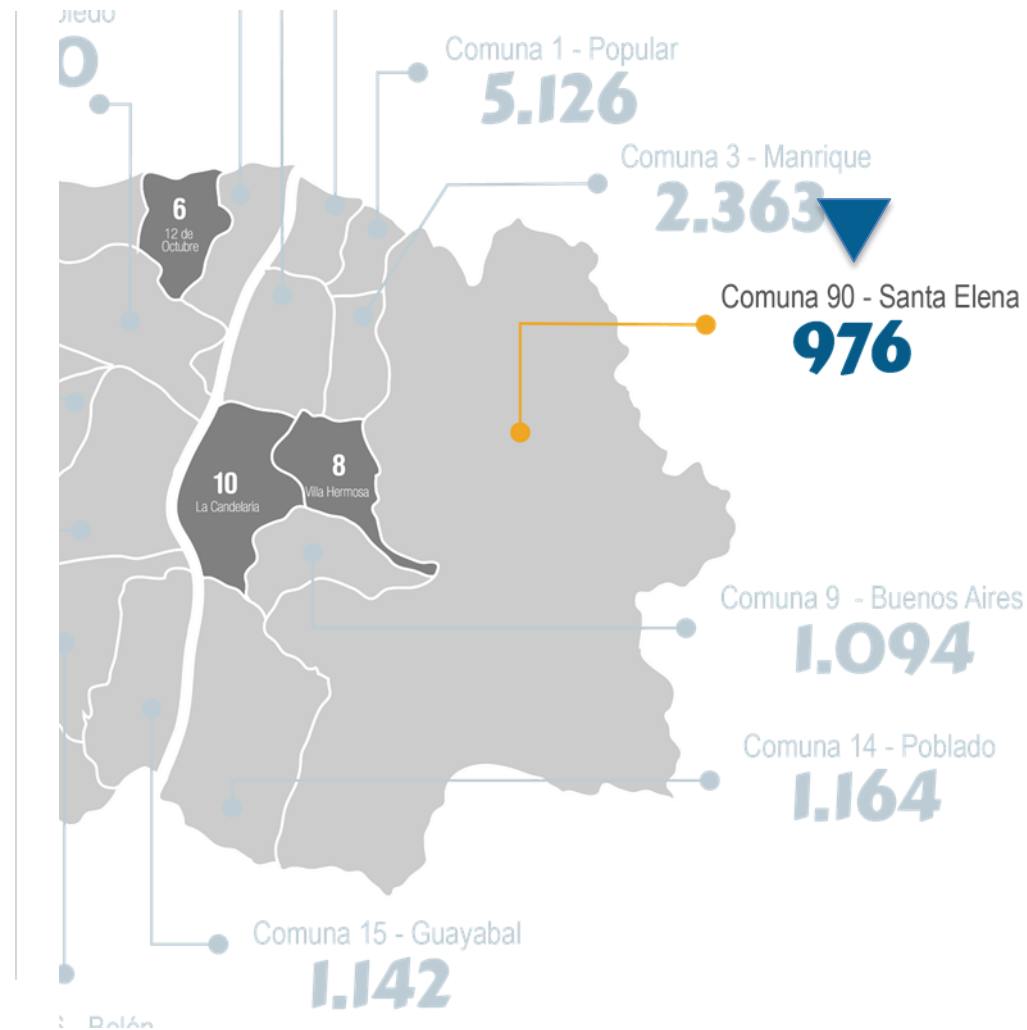 Comuna 1 - Popular
5.126
Comuna 3 - Manrique
2.363
6
12 de
Octubre
Comuna 90 - Santa Elena
976
10
La Candelaria
8
Villa Hermosa
Comuna 9 - Buenos Aires
1.094
Comuna 14 - Poblado
1.164
Comuna 15 - Guayabal
1.142
- Belén